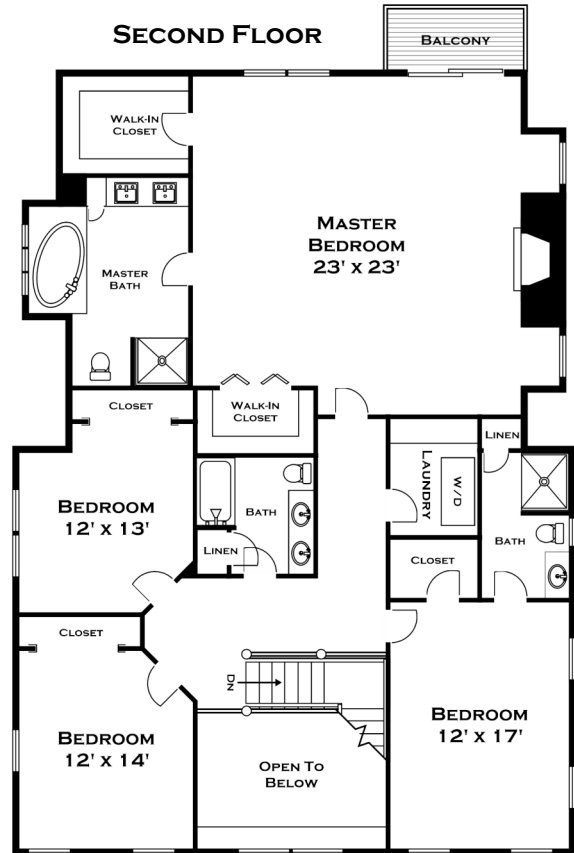 SECOND FLOOR
BALCONY
WALK-IN
CLOSET
MASTER
BEDROOM
23' x 23'
MASTER
BATH
CLOSET
WALK-IN
CLOSET
LINEN
LAUNDRY
W/D
BEDROOM
12' x 13'
BATH
LINEN
BATH
CLOSET
CLOSET
DN
BEDROOM
12' x 14'
OPEN TO
BELOW
BEDROOM
12' x 17'